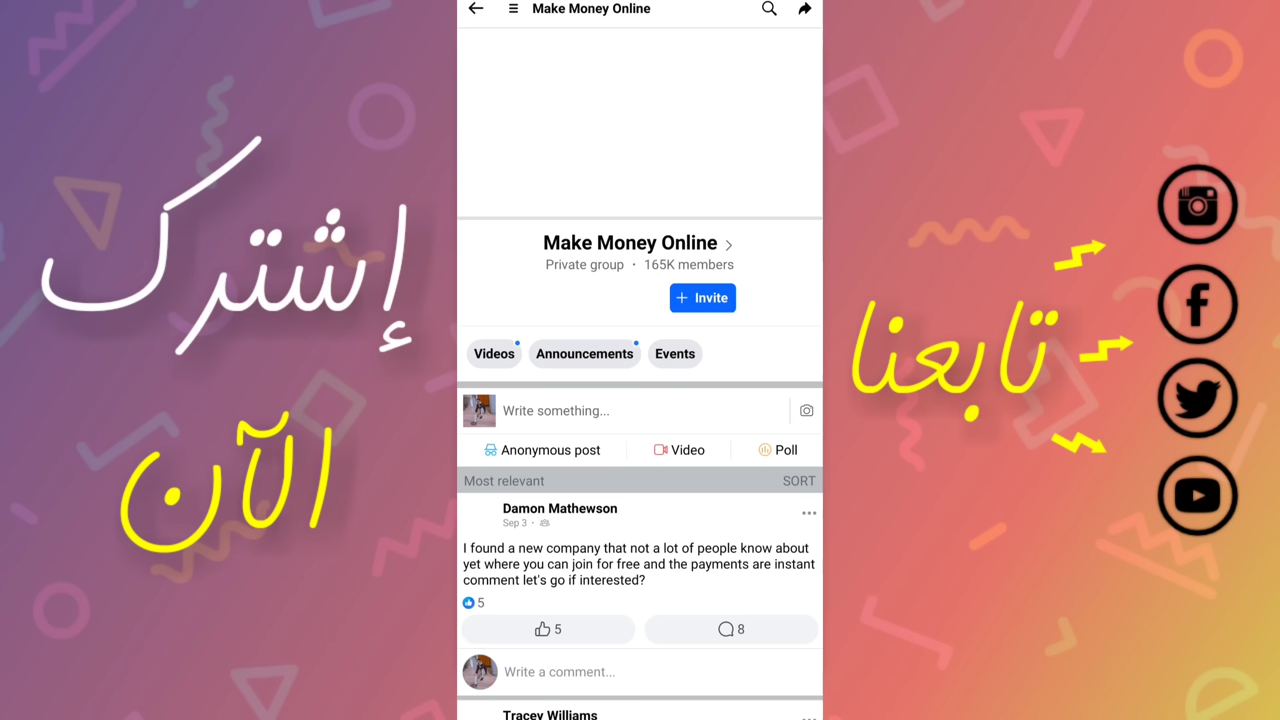 إشترك
الآن
Make Money Online
Make Money Online
Private group · 165K members
+ Invite
Videos
Announcements
Events
Write something...
Anonymous post
Video
Poll
Most relevant
SORT
Damon Mathewson
Sep 3 ·
I found a new company that not a lot of people know about
yet where you can join for free and the payments are instant
comment let's go if interested?
5
5
8
Write a comment...
Tracey Williams
تابعنا